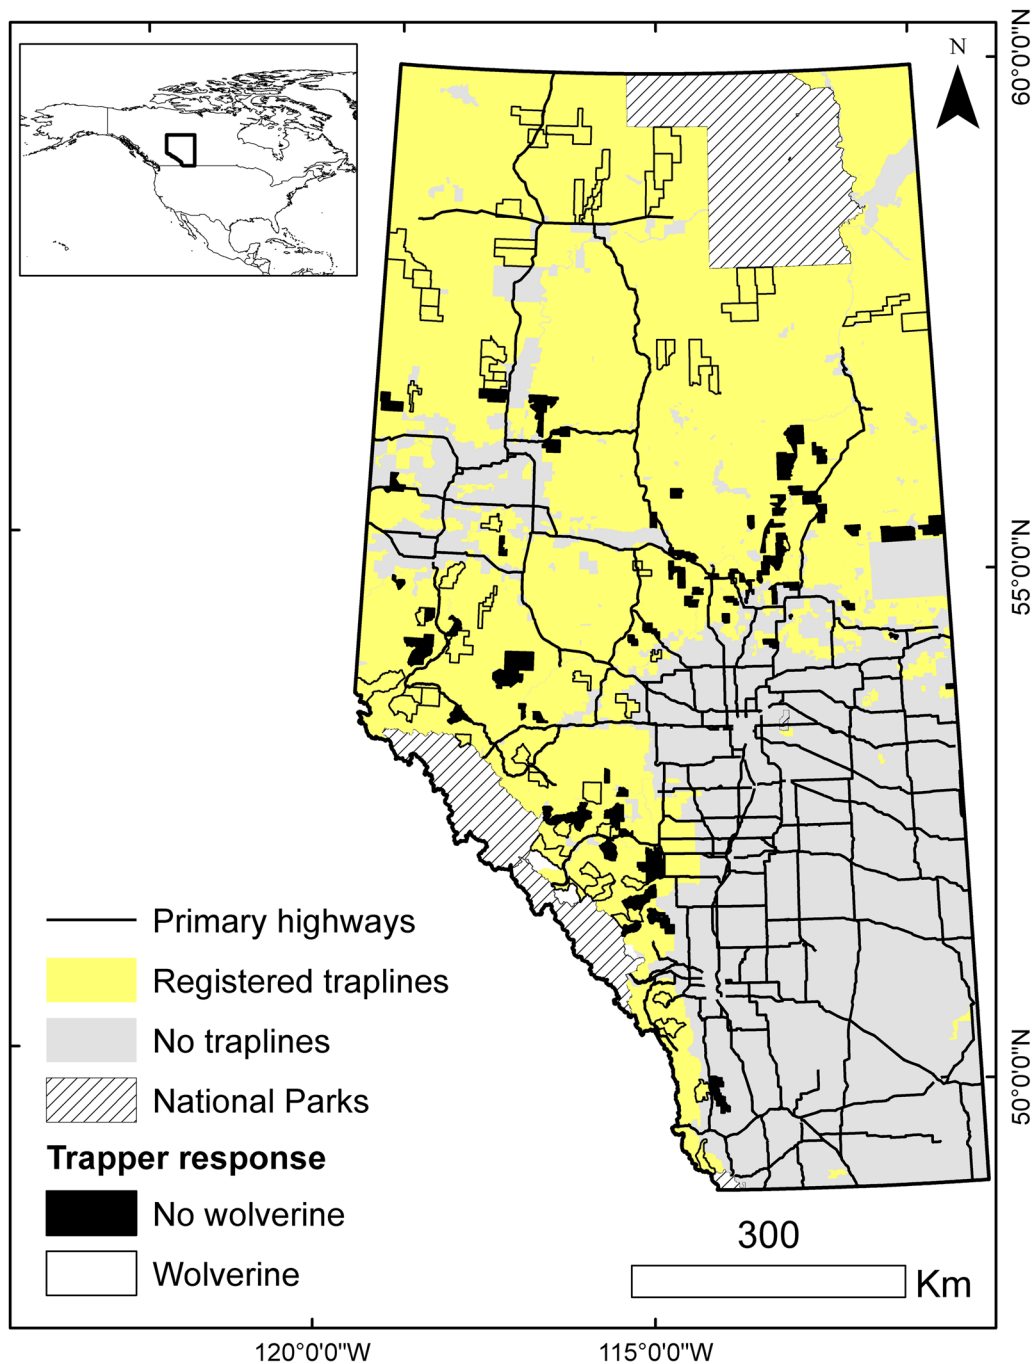 N
60°0'0"N
55°0'0"N
50°0'0"N
Primary highways
Registered traplines
No traplines
National Parks
Trapper response
No wolverine
Wolverine
300
Km
120°0'0"W
115°0'0"W